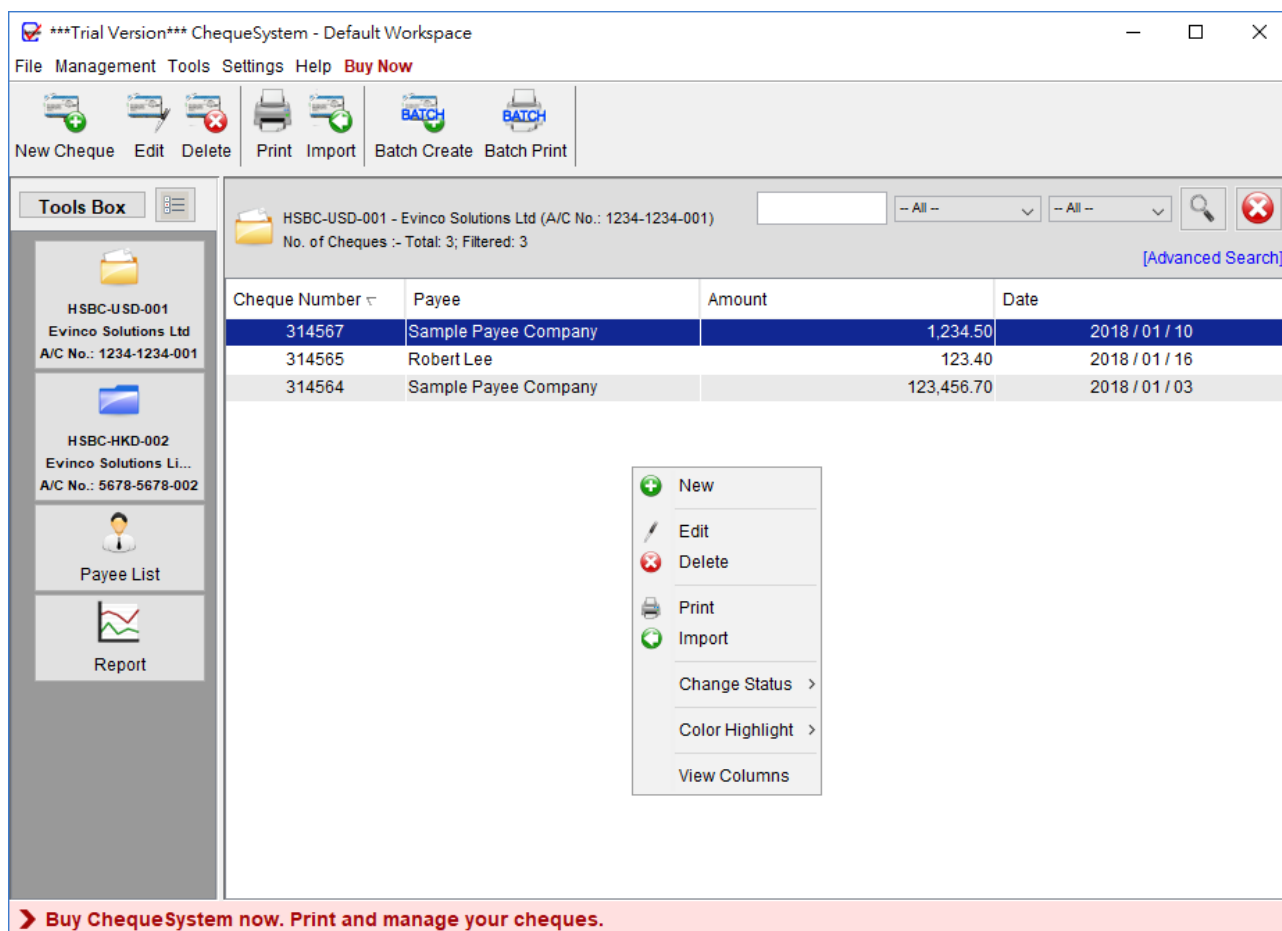 ***Trial Version*** ChequeSystem - Default Workspace
File Management Tools Settings Help Buy Now
BATCH BATCH
New Cheque Edit Delete Print Import Batch Create Batch Print
Tools Box
HSBC-USD-001
Evinco Solutions Ltd
A/C No.: 1234-1234-001
HSBC-HKD-002
Evinco Solutions Li...
A/C No.: 5678-5678-002
Payee List
Report
HSBC-USD-001 - Evinco Solutions Ltd (A/C No.: 1234-1234-001)
No. of Cheques :- Total: 3; Filtered: 3
-- All -- -- All --
[Advanced Search]
Cheque Number Payee Amount Date
314567 Sample Payee Company 1,234.50 2018 / 01 / 10
314565 Robert Lee 123.40 2018 / 01 / 16
314564 Sample Payee Company 123,456.70 2018 / 01 / 03
New
Edit
Delete
Print
Import
Change Status
Color Highlight
View Columns
Buy ChequeSystem now. Print and manage your cheques.